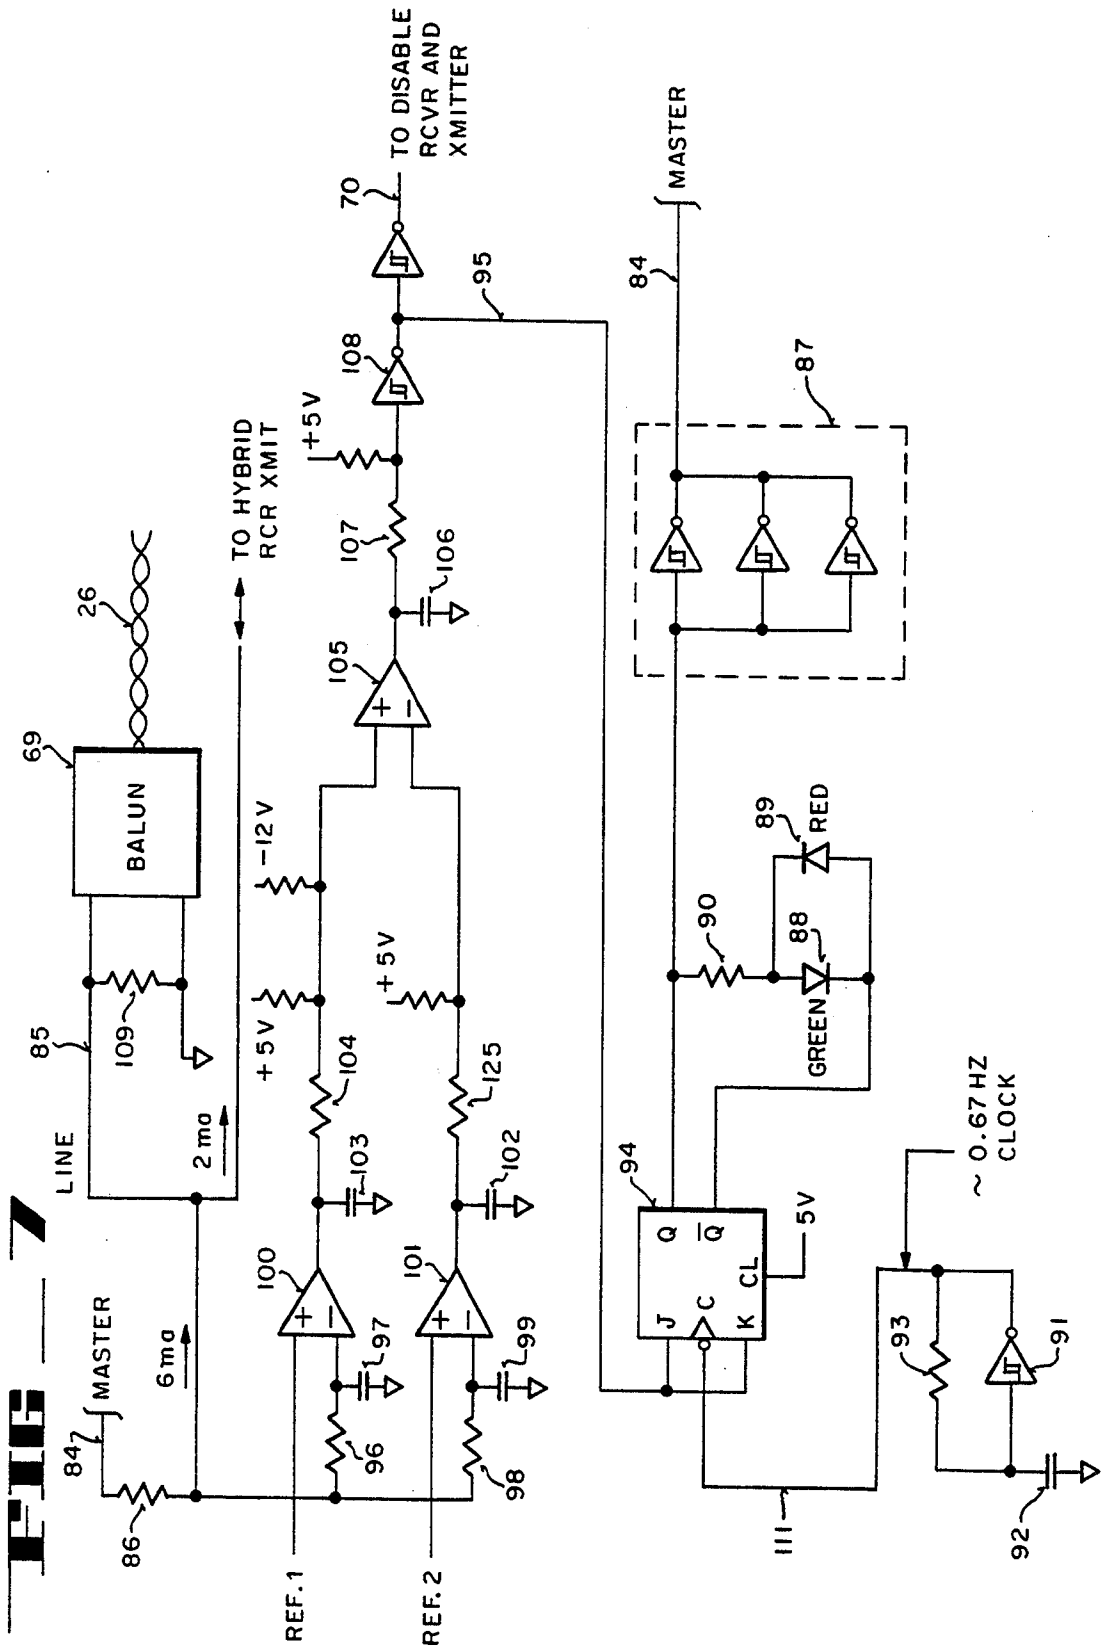 FIG 7
84
MASTER
86
6ma
LINE
2 ma
85
109
69
BALUN
26
TO HYBRID
RCR XMIT
REF. 1
REF. 2
96
97
98
99
100
101
+
−
+
−
103
102
104
125
+5V
−12V
+5V
105
+
−
106
107
+5V
108
70
TO DISABLE
RCVR AND
XMITTER
95
94
J
C
K
Q
Q
CL
5V
111
~ 0.67 HZ
CLOCK
93
91
92
90
88
GREEN
89
RED
87
84
MASTER